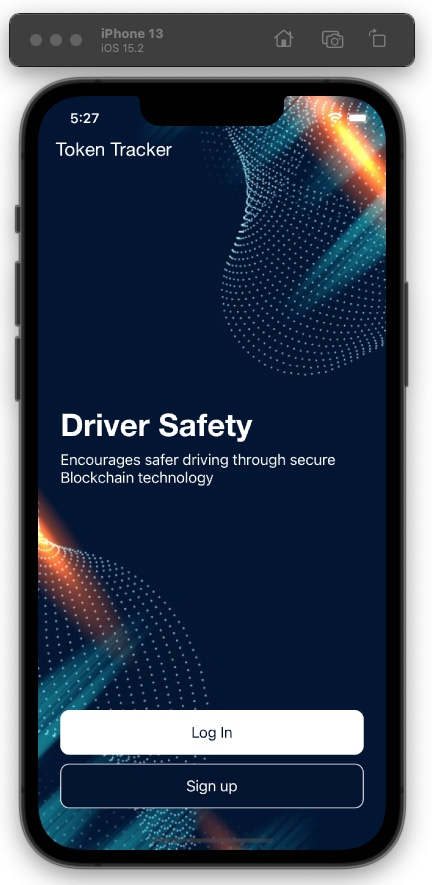 iPhone 13
iOS 15.2
5:27
Token Tracker
Driver Safety
Encourages safer driving through secure
Blockchain technology
Log In
Sign up